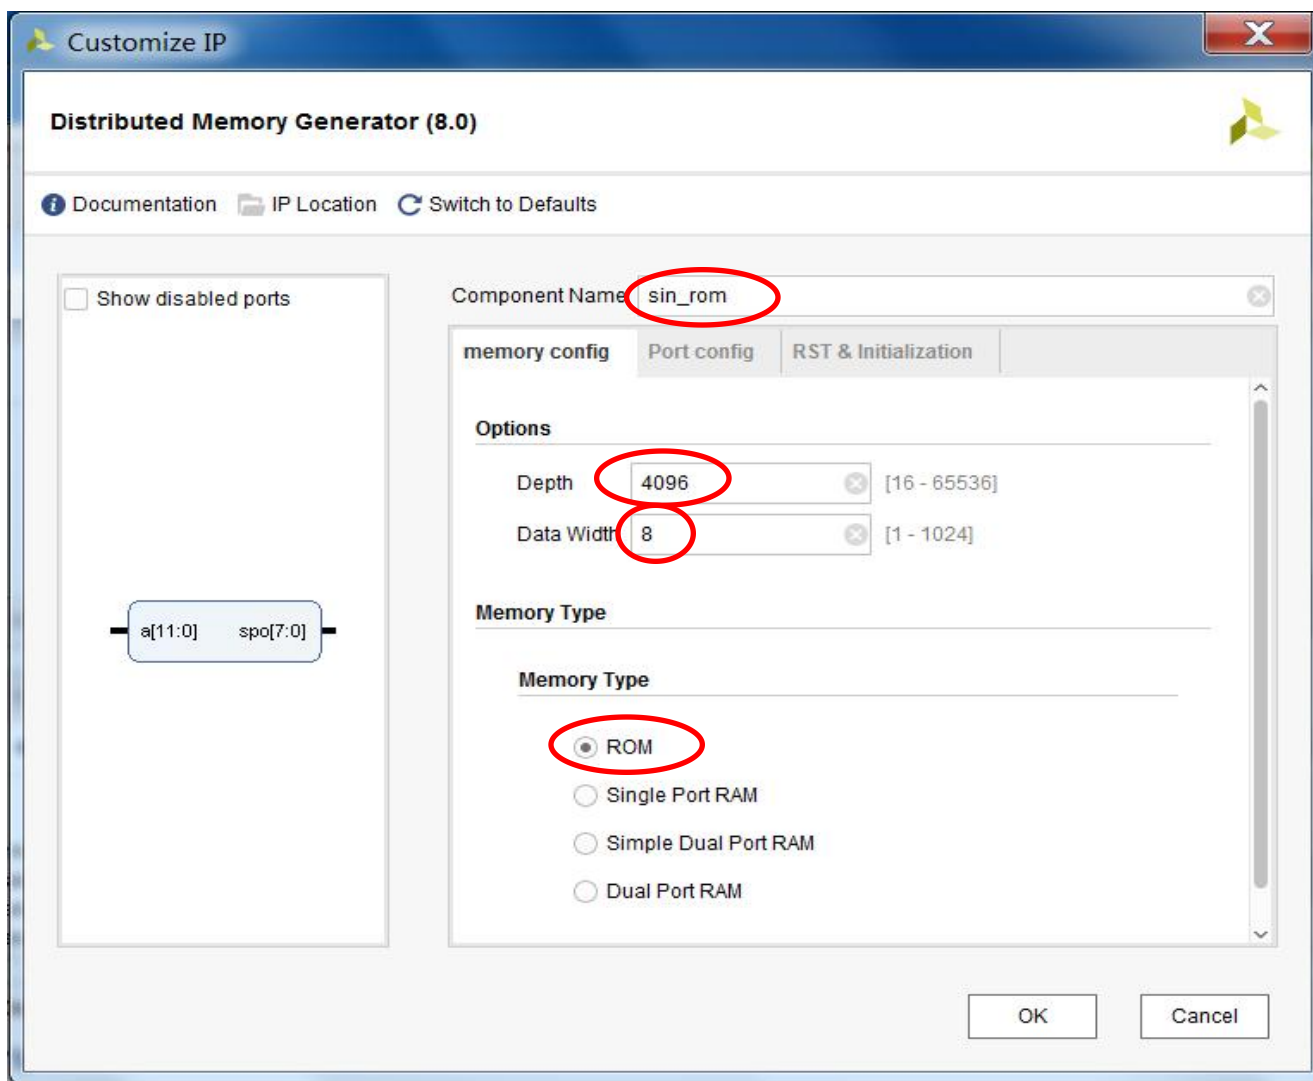 Customize IP
Distributed Memory Generator (8.0)
Documentation IP Location Switch to Defaults
Show disabled ports
a[11:0] spo[7:0]
Component Name sin_rom
memory config Port config RST & Initialization
Options
Depth 4096 [16 - 65536]
Data Width 8 [1 - 1024]
Memory Type
Memory Type
ROM
Single Port RAM
Simple Dual Port RAM
Dual Port RAM
OK Cancel